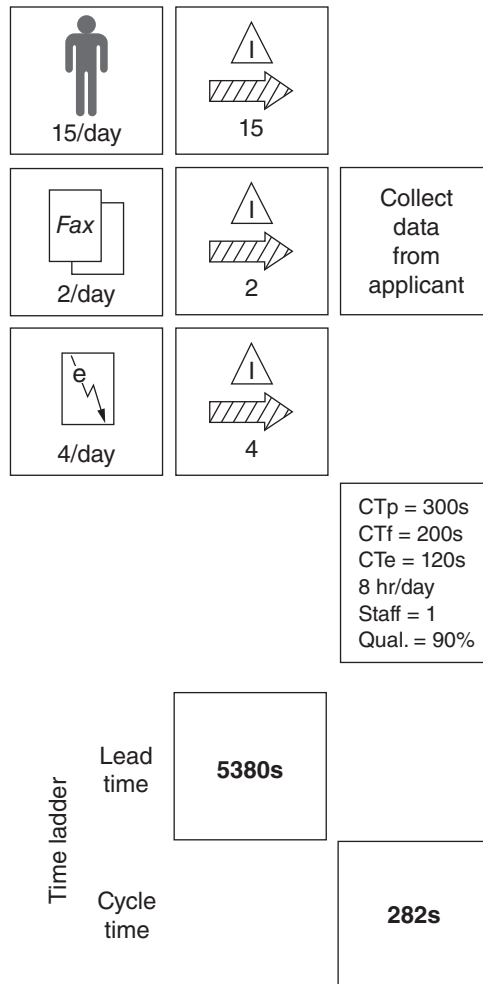 15/day
I
15
Fax
2/day
I
2
Collect
data
from
applicant
e
4/day
I
4
CTp = 300s
CTf = 200s
CTe = 120s
8 hr/day
Staff = 1
Qual. = 90%
Time ladder
Lead
time
5380s
Cycle
time
282s